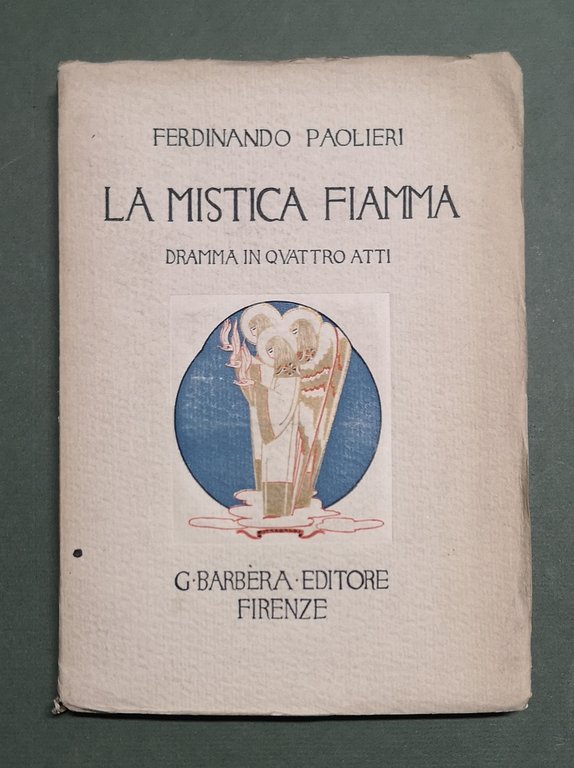 FERDINANDO PAOLIERI
LA MISTICA FIAMMA
DRAMMA IN QVATTRO ATTI
G·BARBÈRA·EDITORE
FIRENZE